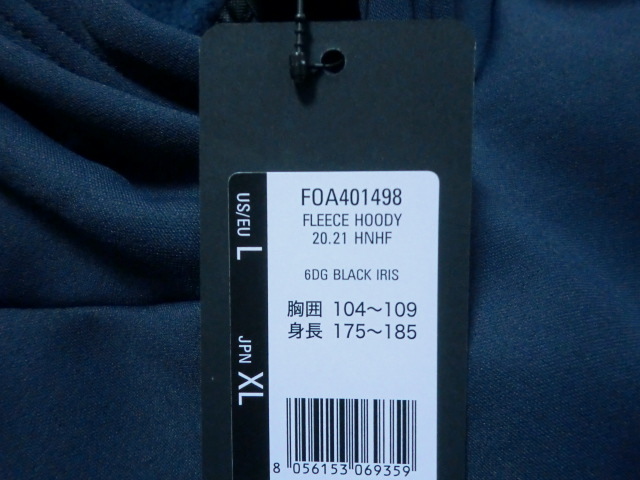 US/EU L
JPN XL
FOA401498
FLEECE HOODY
20.21 HNHF
6DG BLACK IRIS
胸囲 104～109
身長 175～185
8 056153 069359